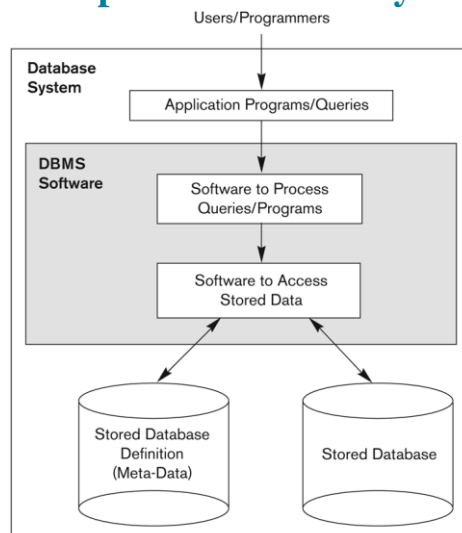 Users/Programmers
Database
System
Application Programs/Queries
DBMS
Software
Software to Process
Queries/Programs
Software to Access
Stored Data
Stored Database
Definition
(Meta-Data)
Stored Database